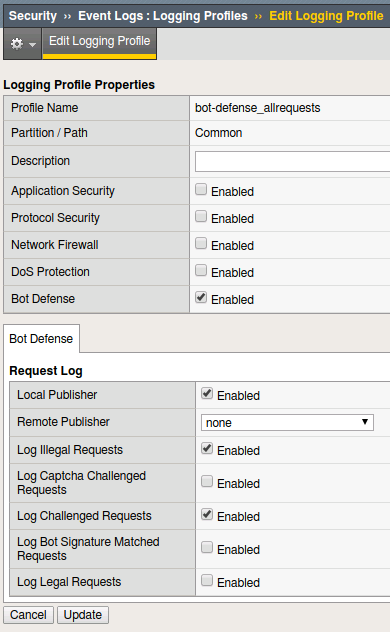 Security ›› Event Logs : Logging Profiles ›› Edit Logging Profile
Edit Logging Profile
Logging Profile Properties
Profile Name bot-defense_allrequests
Partition / Path Common
Description
Application Security Enabled
Protocol Security Enabled
Network Firewall Enabled
DoS Protection Enabled
Bot Defense Enabled
Bot Defense
Request Log
Local Publisher Enabled
Remote Publisher none
Log Illegal Requests Enabled
Log Captcha Challenged
Requests Enabled
Log Challenged Requests Enabled
Log Bot Signature Matched
Requests Enabled
Log Legal Requests Enabled
Cancel Update